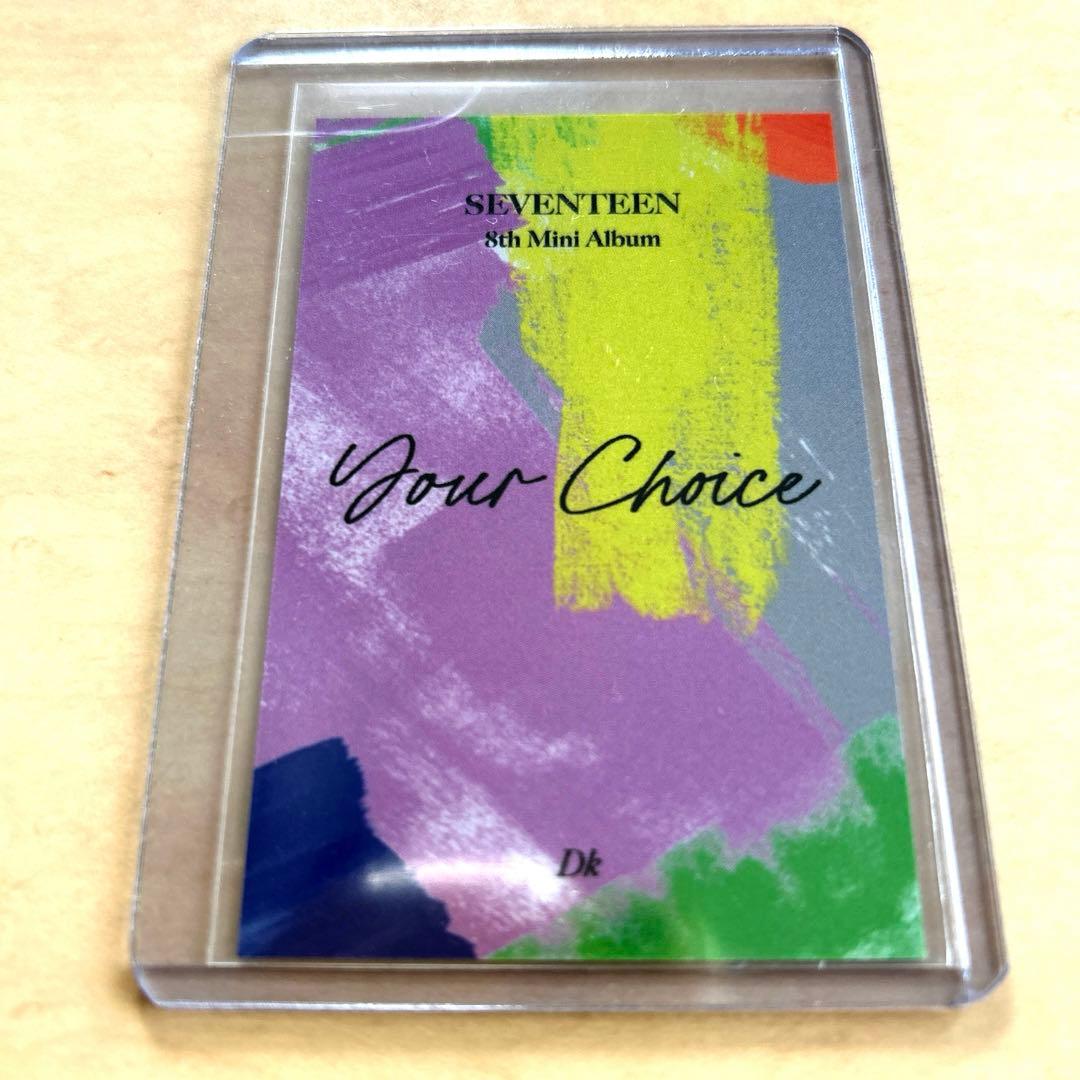 SEVENTEEN
8th Mini Album
Your Choice
Dk